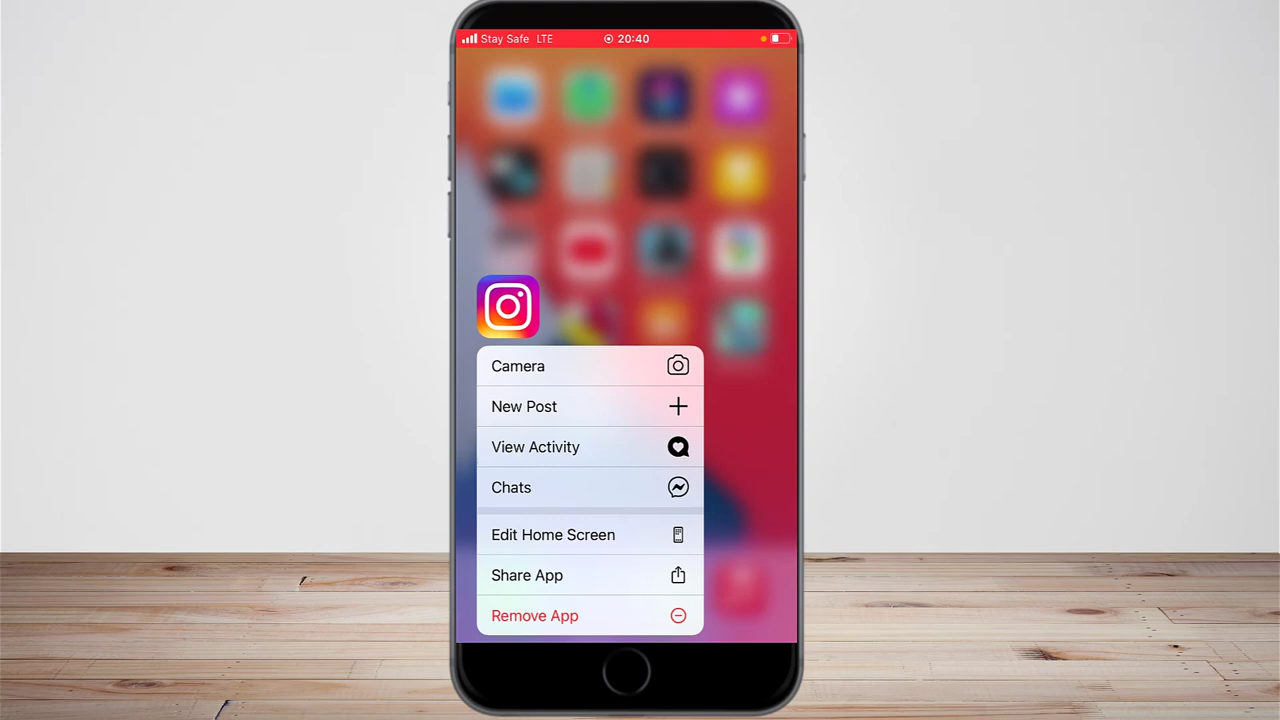 Stay Safe LTE 20:40
Camera
New Post
View Activity
Chats
Edit Home Screen
Share App
Remove App